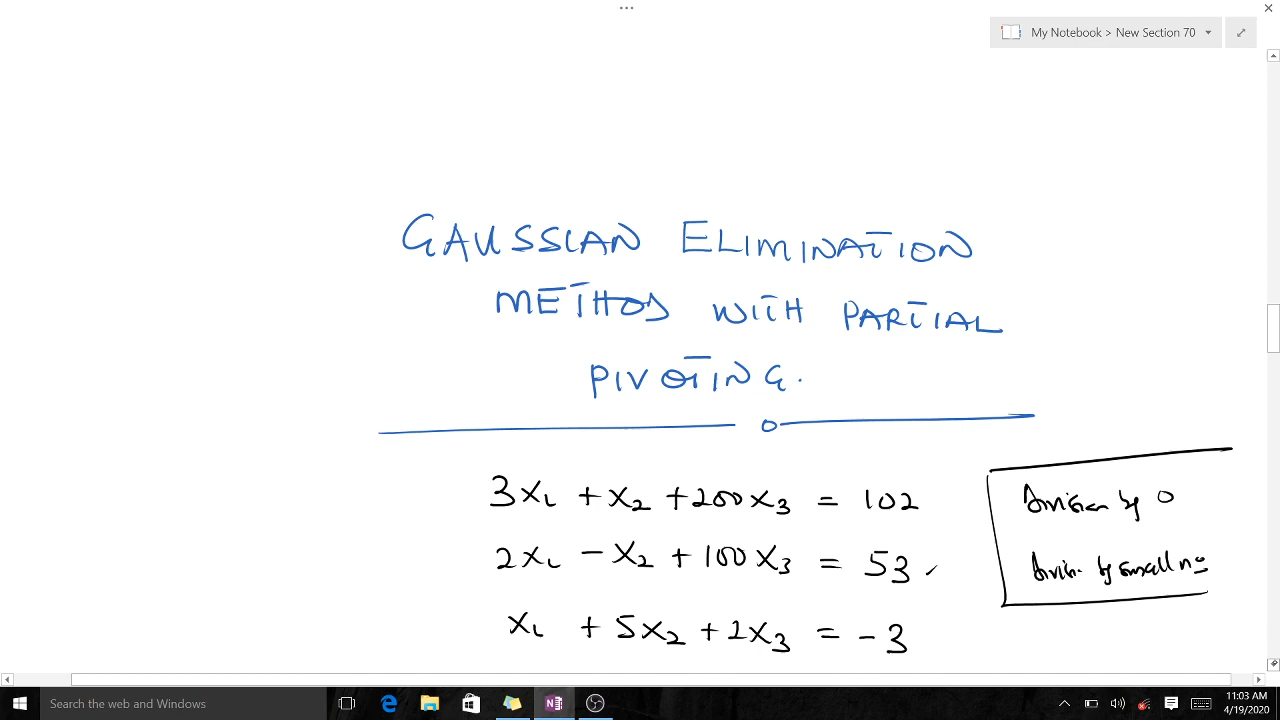 My Notebook > New Section 70
GAUSSIAN ELIMINATION
METHOD WITH PARTIAL
PIVOTING.
3x₁ + x₂ + 200x₃ = 102
2x₁ - x₂ + 100x₃ = 53
x₁ + 5x₂ + 2x₃ = -3
Division by 0
by small no
Search the web and Windows
11:03 AM
4/19/2020